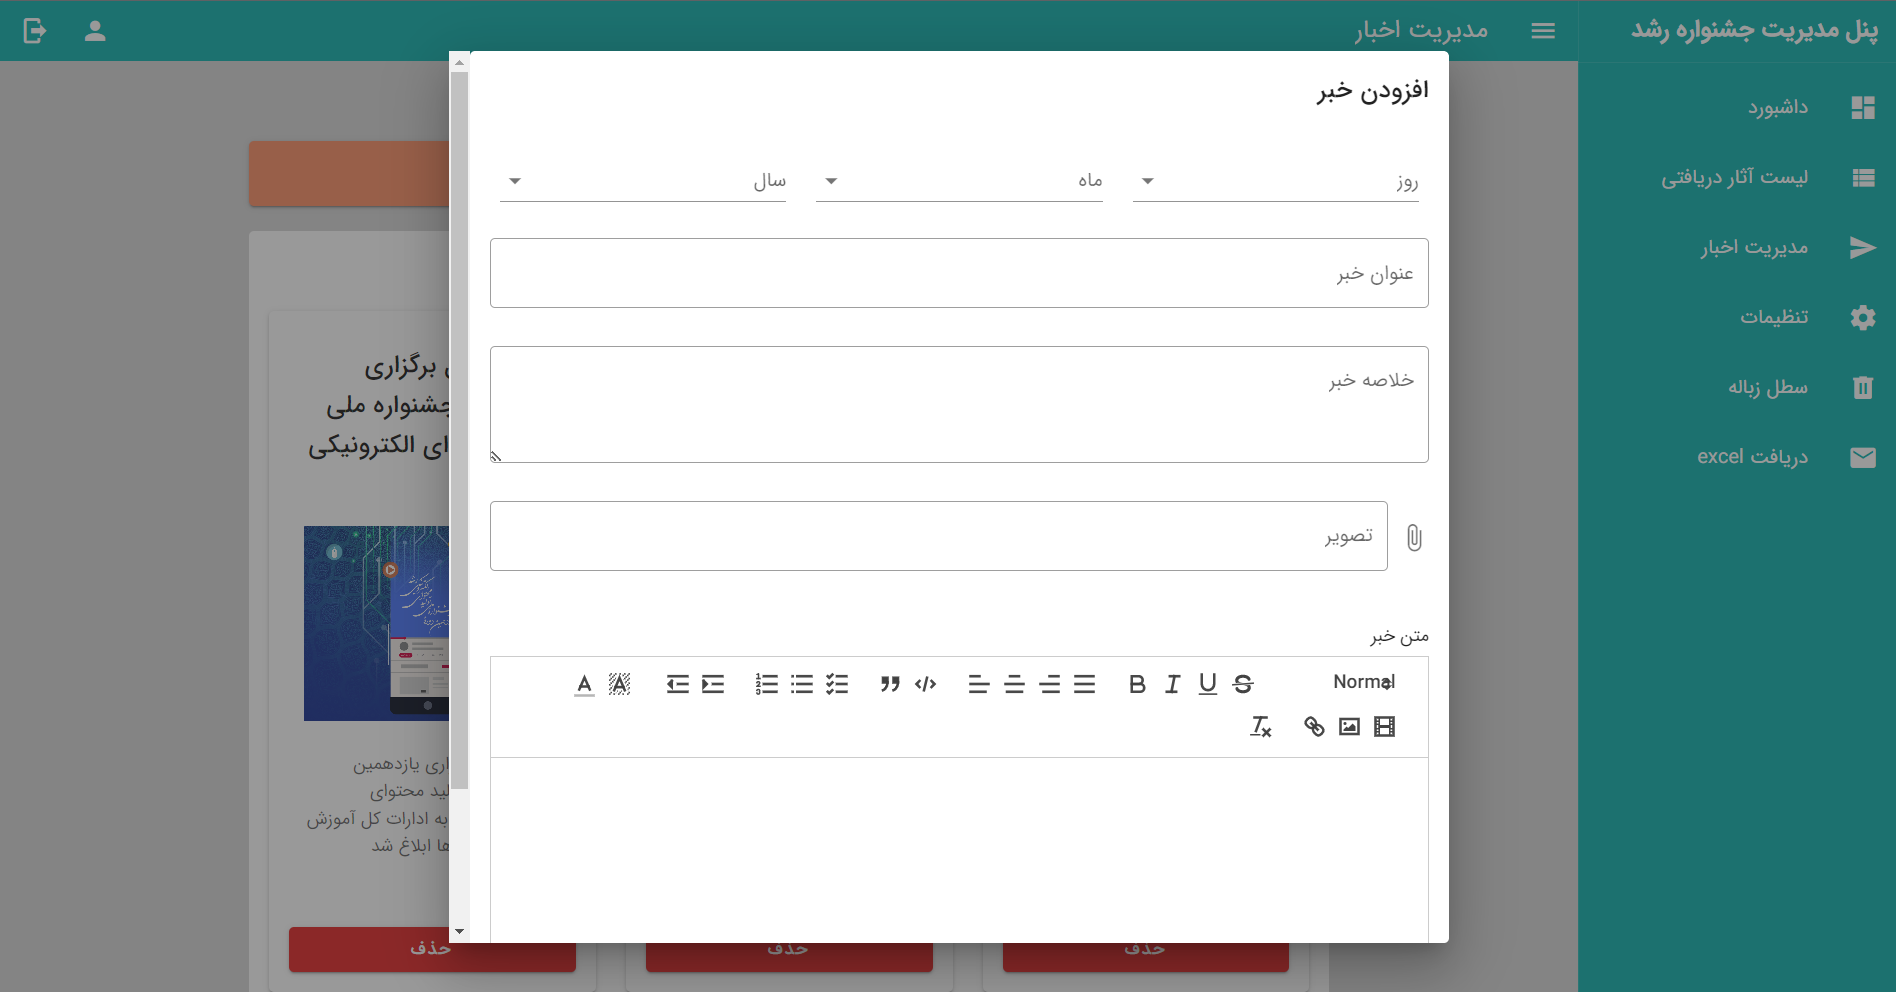 پنل مدیریت جشنواره رشد
مدیریت اخبار
داشبورد
لیست آثار دریافتی
مدیریت اخبار
تنظیمات
سطل زباله
دریافت excel
افزودن خبر
روز
ماه
سال
عنوان خبر
خلاصه خبر
تصویر
متن خبر
Normal
برگزاری
جشنواره ملی
ای الکترونیکی
اری یازدهمین
لید محتوای
به ادارات کل آموزش
ها ابلاغ شد
حذف
حذف
حذف